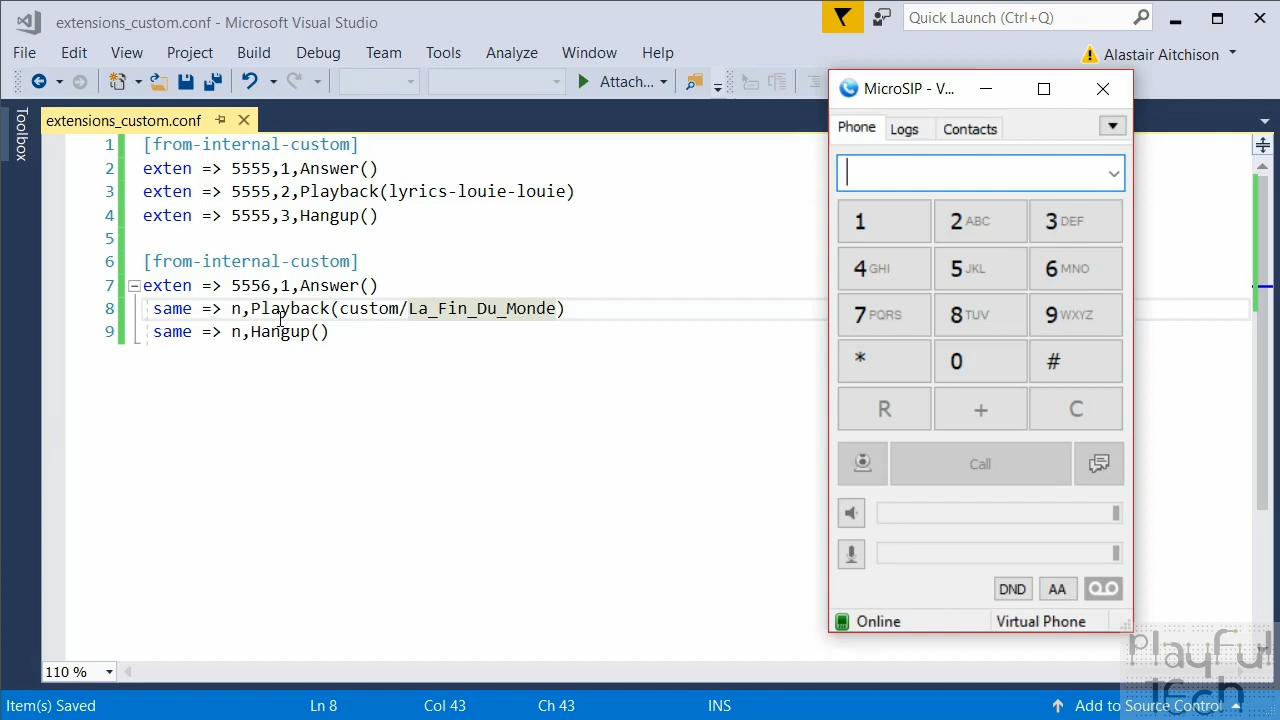 extensions_custom.conf - Microsoft Visual Studio
Quick Launch (Ctrl+Q)
File Edit View Project Build Debug Team Tools Analyze Window Help
Alastair Aitchison
Attach...
Toolbox
extensions_custom.conf
1 [from-internal-custom]
2 exten => 5555,1,Answer()
3 exten => 5555,2,Playback(lyrics-louie-louie)
4 exten => 5555,3,Hangup()
5
6 [from-internal-custom]
7 exten => 5556,1,Answer()
8 same => n,Playback(custom/La_Fin_Du_Monde)
9 same => n,Hangup()
MicroSIP - V...
Phone Logs Contacts
1 2 ABC 3 DEF
4 GHI 5 JKL 6 MNO
7 PQRS 8 TUV 9 WXYZ
* 0 #
R + C
Call
DND AA
Online Virtual Phone
110 %
playful
tech
Item(s) Saved Ln 8 Col 43 Ch 43 INS Add to Source Control